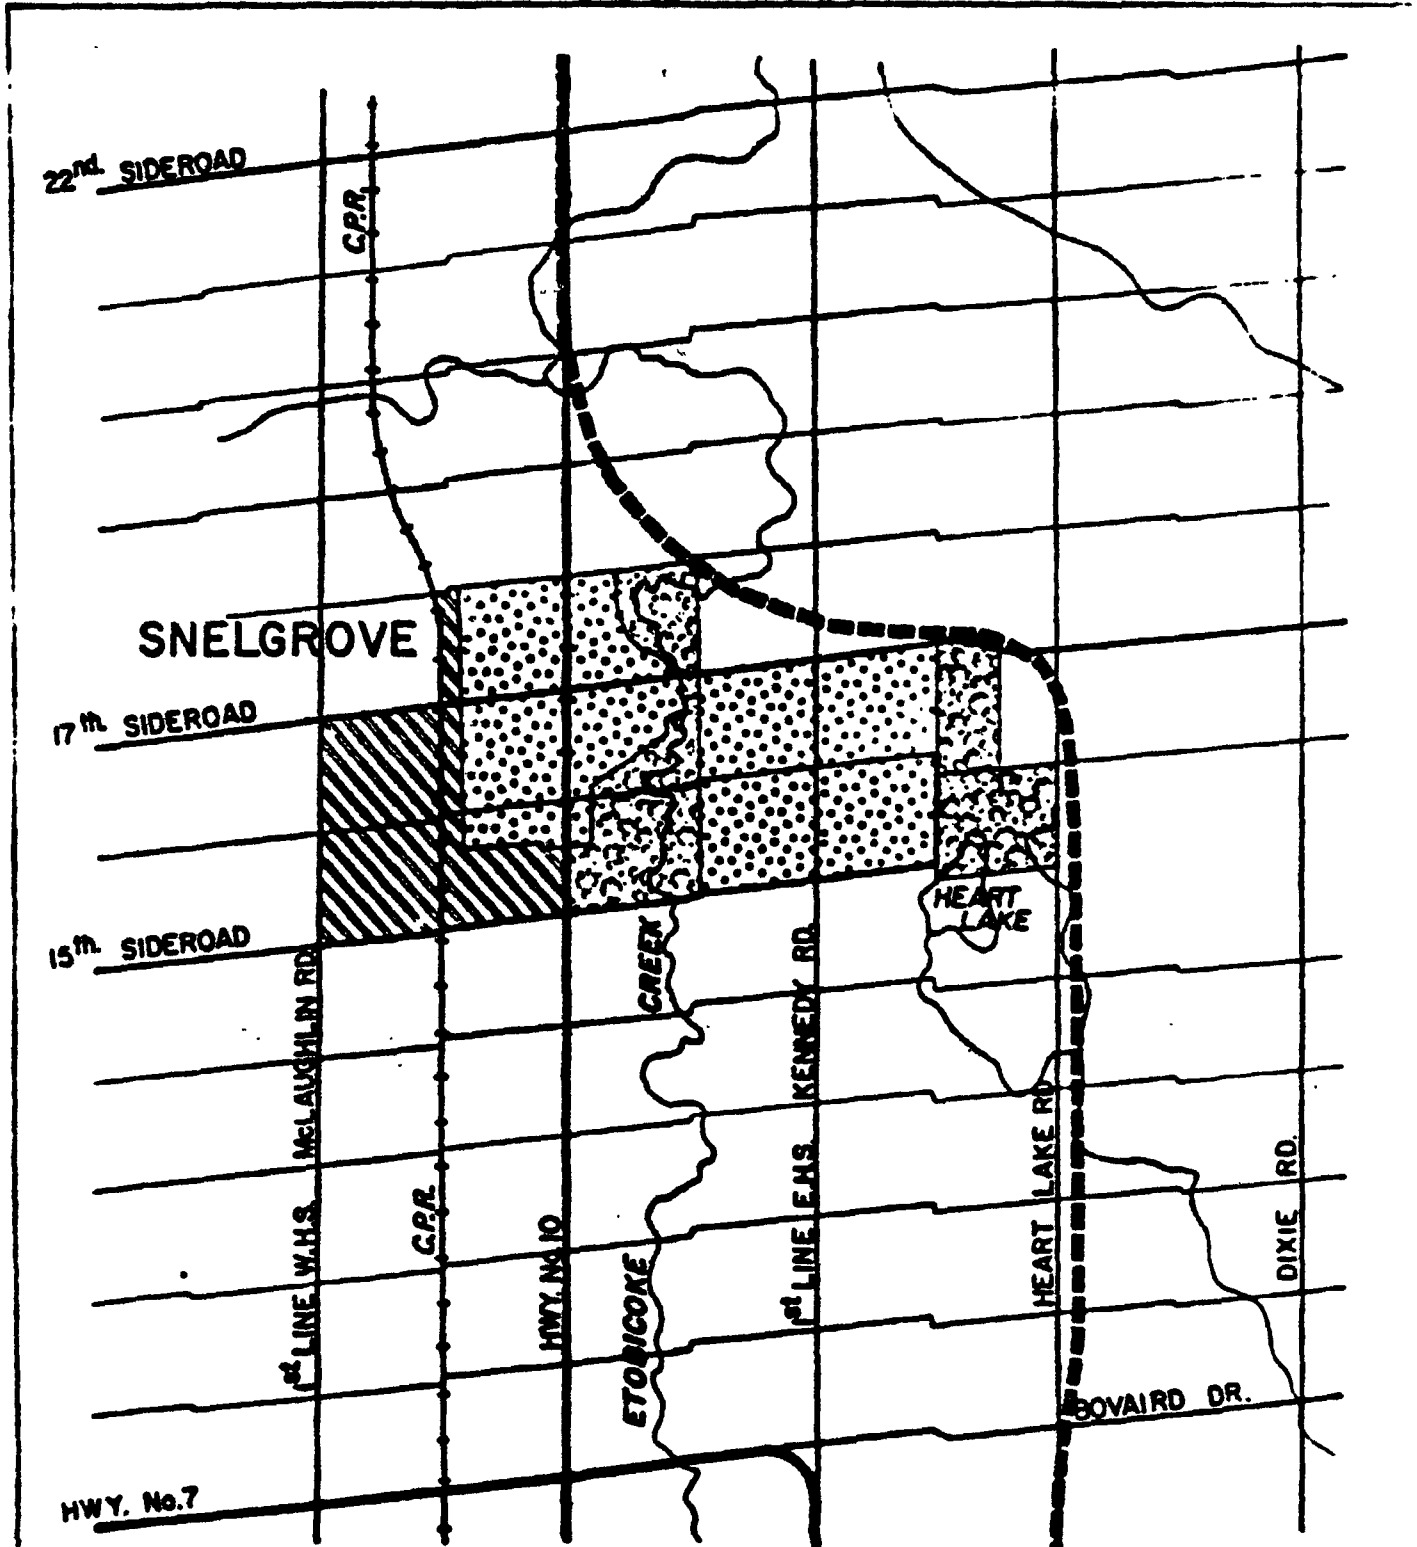 22nd. SIDEROAD
C.P.R.
SNELGROVE
17th. SIDEROAD
15th. SIDEROAD
HEART
LAKE
CREEK
ETOBICOKE
1st LINE W.H.S. McLAUGHLIN RD.
C.P.R.
HWY. No. 10
1st LINE E.H.S. KENNEDY RD.
HEART LAKE RD.
DIXIE RD.
BOVAIRD DR.
HWY. No.7